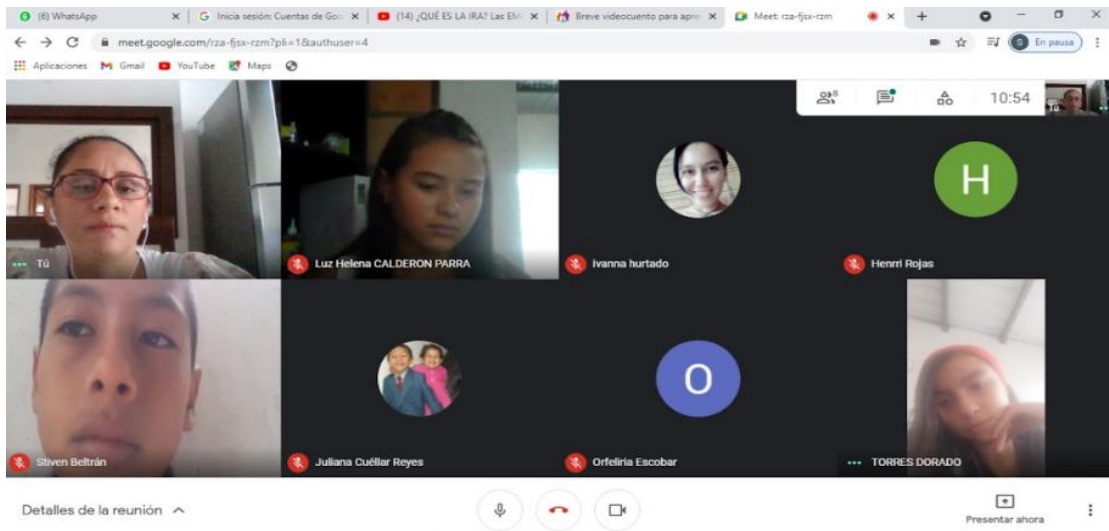 (6) WhatsApp
Inicia sesión: Cuentas de Goo
(14) ¿QUÉ ES LA IRA? Las EM
Breve videocuento para apre
Meet: rza-fjsx-rzm
meet.google.com/rza-fjsx-rzm?pli=1&authuser=4
S En pausa
Aplicaciones
Gmail
YouTube
Maps
8
10:54
H
Tú
Luz Helena CALDERON PARRA
ivanna hurtado
Henrri Rojas
O
Stiven Beltrán
Juliana Cuéllar Reyes
Orfeliria Escobar
TORRES DORADO
Detalles de la reunión
Presentar ahora